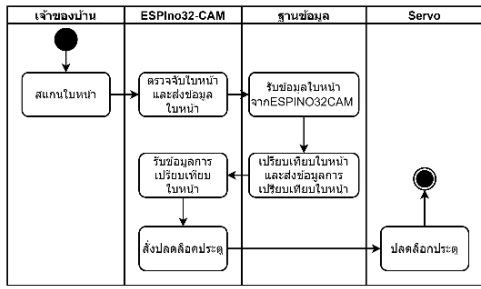 เจ้าของบ้าน
ESPIno32-CAM
ฐานข้อมูล
Servo
สแกนใบหน้า
ตรวจจับใบหน้า
และส่งข้อมูล
ใบหน้า
รับข้อมูลใบหน้า
จากESPINO32CAM
เปรียบเทียบใบหน้า
และส่งข้อมูลการ
เปรียบเทียบใบหน้า
รับข้อมูลการ
เปรียบเทียบ
ใบหน้า
สั่งปลดล็อคประตู
ปลดล็อกประตู